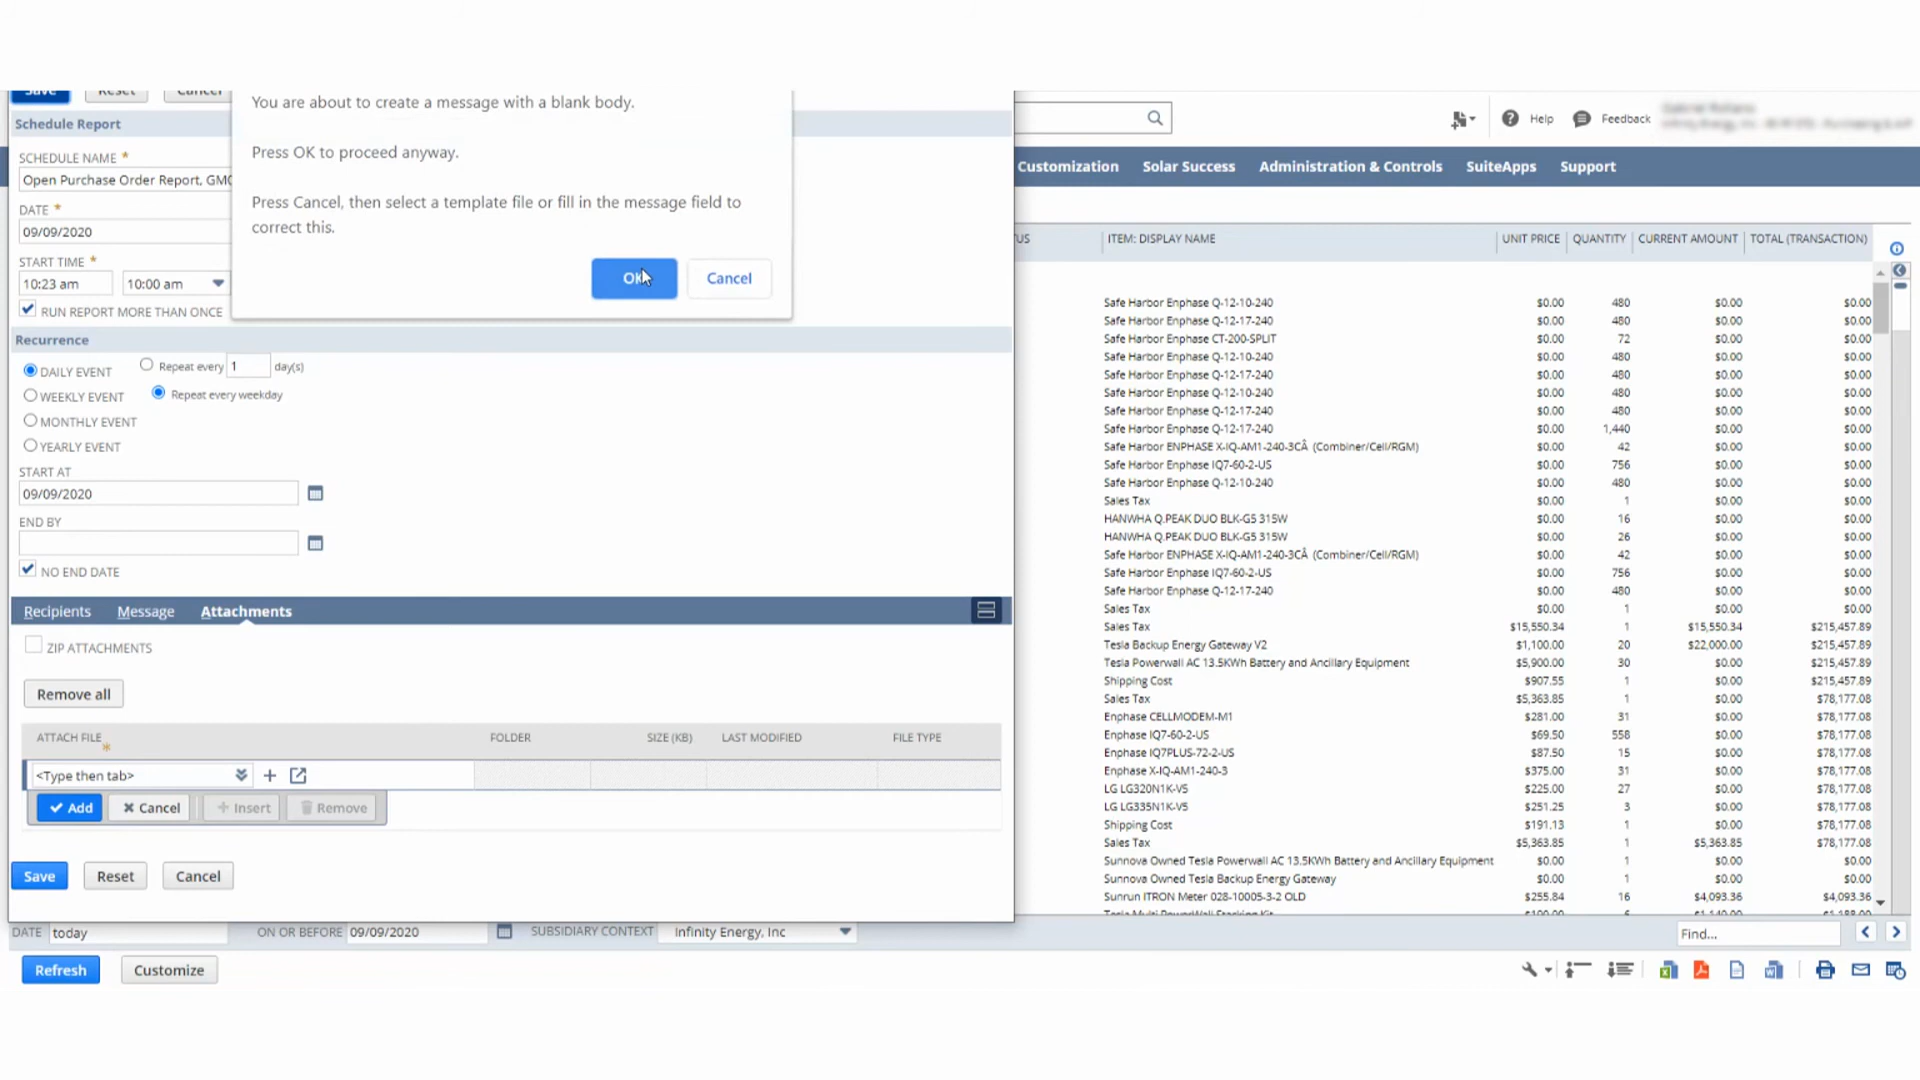 Save Reset Cancel
You are about to create a message with a blank body.
Press OK to proceed anyway.
Press Cancel, then select a template file or fill in the message field to
correct this.
OK Cancel
Schedule Report
SCHEDULE NAME *
Open Purchase Order Report, GMC
DATE *
09/09/2020
START TIME *
10:23 am 10:00 am
RUN REPORT MORE THAN ONCE
Recurrence
DAILY EVENT Repeat every 1 day(s)
WEEKLY EVENT Repeat every weekday
MONTHLY EVENT
YEARLY EVENT
START AT
09/09/2020
END BY
NO END DATE
Recipients Message Attachments
ZIP ATTACHMENTS
Remove all
ATTACH FILE * FOLDER SIZE (KB) LAST MODIFIED FILE TYPE
<Type then tab>
Add Cancel Insert Remove
Save Reset Cancel
Help Feedback
Customization Solar Success Administration & Controls SuiteApps Support
TUS ITEM: DISPLAY NAME UNIT PRICE QUANTITY CURRENT AMOUNT TOTAL (TRANSACTION)
Safe Harbor Enphase Q-12-10-240 $0.00 480 $0.00 $0.00
Safe Harbor Enphase Q-12-17-240 $0.00 480 $0.00 $0.00
Safe Harbor Enphase CT-200-SPLIT $0.00 72 $0.00 $0.00
Safe Harbor Enphase Q-12-10-240 $0.00 480 $0.00 $0.00
Safe Harbor Enphase Q-12-17-240 $0.00 480 $0.00 $0.00
Safe Harbor Enphase Q-12-10-240 $0.00 480 $0.00 $0.00
Safe Harbor Enphase Q-12-17-240 $0.00 480 $0.00 $0.00
Safe Harbor Enphase Q-12-17-240 $0.00 1,440 $0.00 $0.00
Safe Harbor ENPHASE X-IQ-AM1-240-3CÂ (Combiner/Cell/RGM) $0.00 42 $0.00 $0.00
Safe Harbor Enphase IQ7-60-2-US $0.00 756 $0.00 $0.00
Safe Harbor Enphase Q-12-10-240 $0.00 480 $0.00 $0.00
Sales Tax $0.00 1 $0.00 $0.00
HANWHA Q.PEAK DUO BLK-G5 315W $0.00 16 $0.00 $0.00
HANWHA Q.PEAK DUO BLK-G5 315W $0.00 26 $0.00 $0.00
Safe Harbor ENPHASE X-IQ-AM1-240-3CÂ (Combiner/Cell/RGM) $0.00 42 $0.00 $0.00
Safe Harbor Enphase IQ7-60-2-US $0.00 756 $0.00 $0.00
Safe Harbor Enphase Q-12-17-240 $0.00 480 $0.00 $0.00
Sales Tax $0.00 1 $0.00 $0.00
Sales Tax $15,550.34 1 $15,550.34 $215,457.89
Tesla Backup Energy Gateway V2 $1,100.00 20 $22,000.00 $215,457.89
Tesla Powerwall AC 13.5KWh Battery and Ancillary Equipment $5,900.00 30 $0.00 $215,457.89
Shipping Cost $907.55 1 $0.00 $215,457.89
Sales Tax $5,363.85 1 $0.00 $78,177.08
Enphase CELLMODEM-M1 $281.00 31 $0.00 $78,177.08
Enphase IQ7-60-2-US $69.50 558 $0.00 $78,177.08
Enphase IQ7PLUS-72-2-US $87.50 15 $0.00 $78,177.08
Enphase X-IQ-AM1-240-3 $375.00 31 $0.00 $78,177.08
LG LG320N1K-V5 $225.00 27 $0.00 $78,177.08
LG LG335N1K-V5 $251.25 3 $0.00 $78,177.08
Shipping Cost $191.13 1 $0.00 $78,177.08
Sales Tax $5,363.85 1 $5,363.85 $78,177.08
Sunnova Owned Tesla Powerwall AC 13.5KWh Battery and Ancillary Equipment $0.00 1 $0.00 $0.00
Sunnova Owned Tesla Backup Energy Gateway $0.00 1 $0.00 $0.00
Sunrun ITRON Meter 028-10005-3-2 OLD $255.84 16 $4,093.36 $4,093.36
DATE today ON OR BEFORE 09/09/2020 SUBSIDIARY CONTEXT Infinity Energy, Inc Find...
Refresh Customize